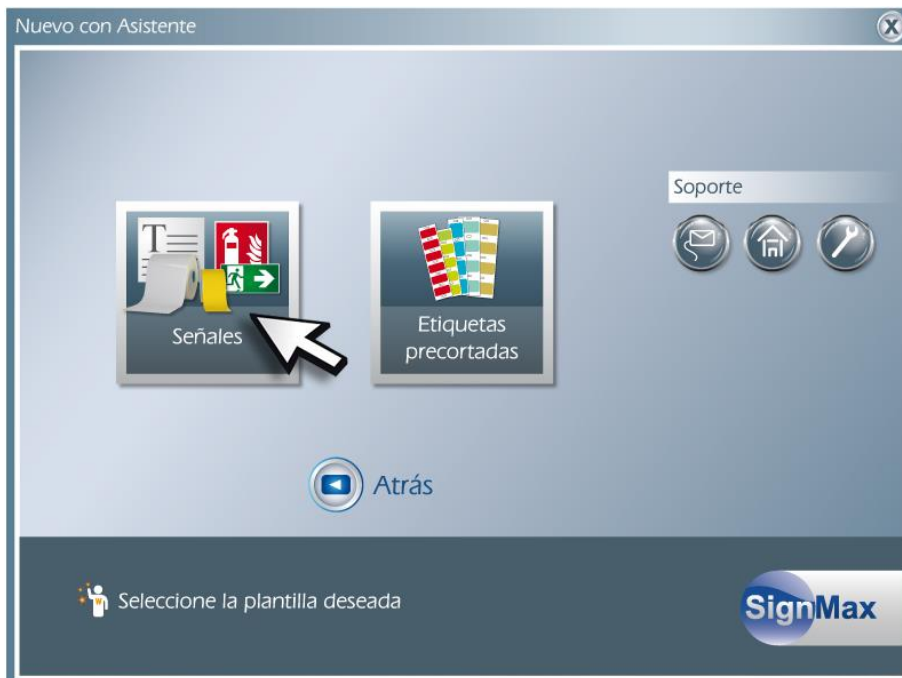 Nuevo con Asistente
Soporte
T
Señales
Etiquetas
precortadas
Atrás
W
Seleccione la plantilla deseada
SignMax